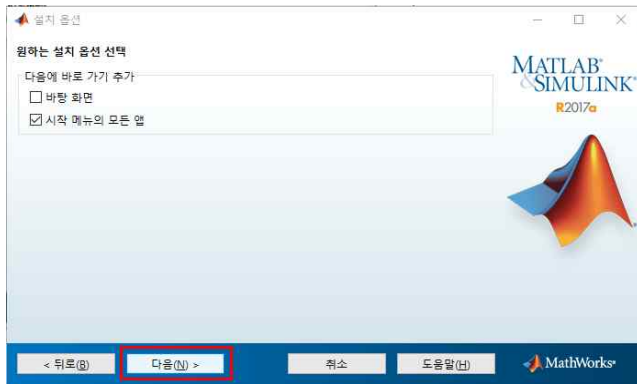 설치 옵션
원하는 설치 옵션 선택
다음에 바로 가기 추가
바탕 화면
시작 메뉴의 모든 앱
MATLAB®
&SIMULINK®
R2017a
< 뒤로(B)
다음(N) >
취소
도움말(H)
MathWorks®